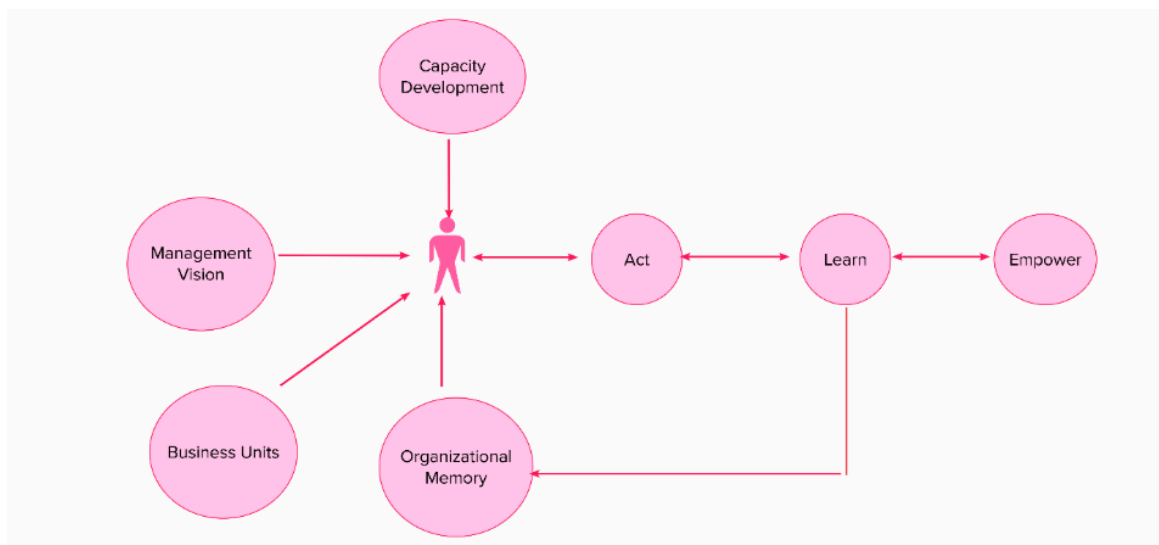 Capacity
Development
Management
Vision
Act
Learn
Empower
Business Units
Organizational
Memory